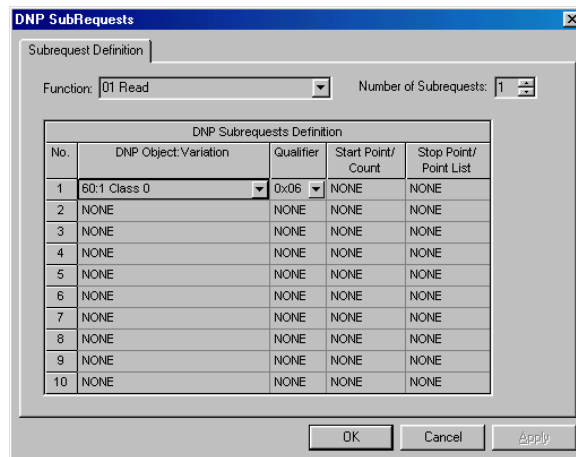 DNP SubRequests
Subrequest Definition
Function: 01 Read Number of Subrequests: 1
DNP Subrequests Definition
No. DNP Object:Variation Qualifier Start Point/ Count Stop Point/ Point List
1 60:1 Class 0 0x06 NONE NONE
2 NONE NONE NONE NONE
3 NONE NONE NONE NONE
4 NONE NONE NONE NONE
5 NONE NONE NONE NONE
6 NONE NONE NONE NONE
7 NONE NONE NONE NONE
8 NONE NONE NONE NONE
9 NONE NONE NONE NONE
10 NONE NONE NONE NONE
OK Cancel Apply